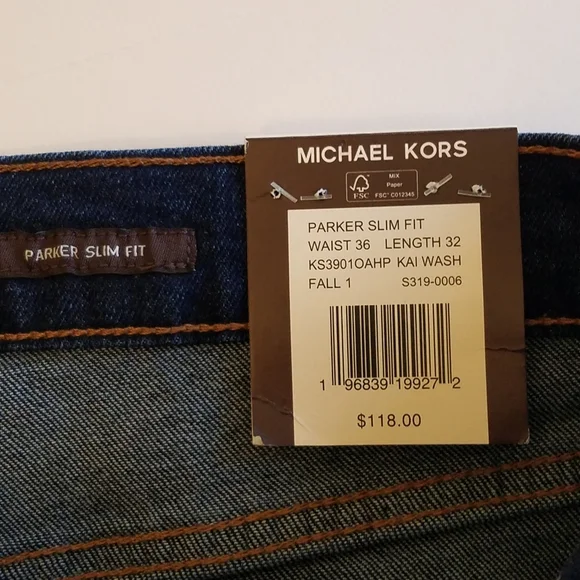 MICHAEL KORS
MIX
Paper
FSC
FSC® C012345
PARKER SLIM FIT
WAIST 36 LENGTH 32
KS3901OAHP KAI WASH
FALL 1 S319-0006
1 96839 19927 2
$118.00
PARKER SLIM FIT